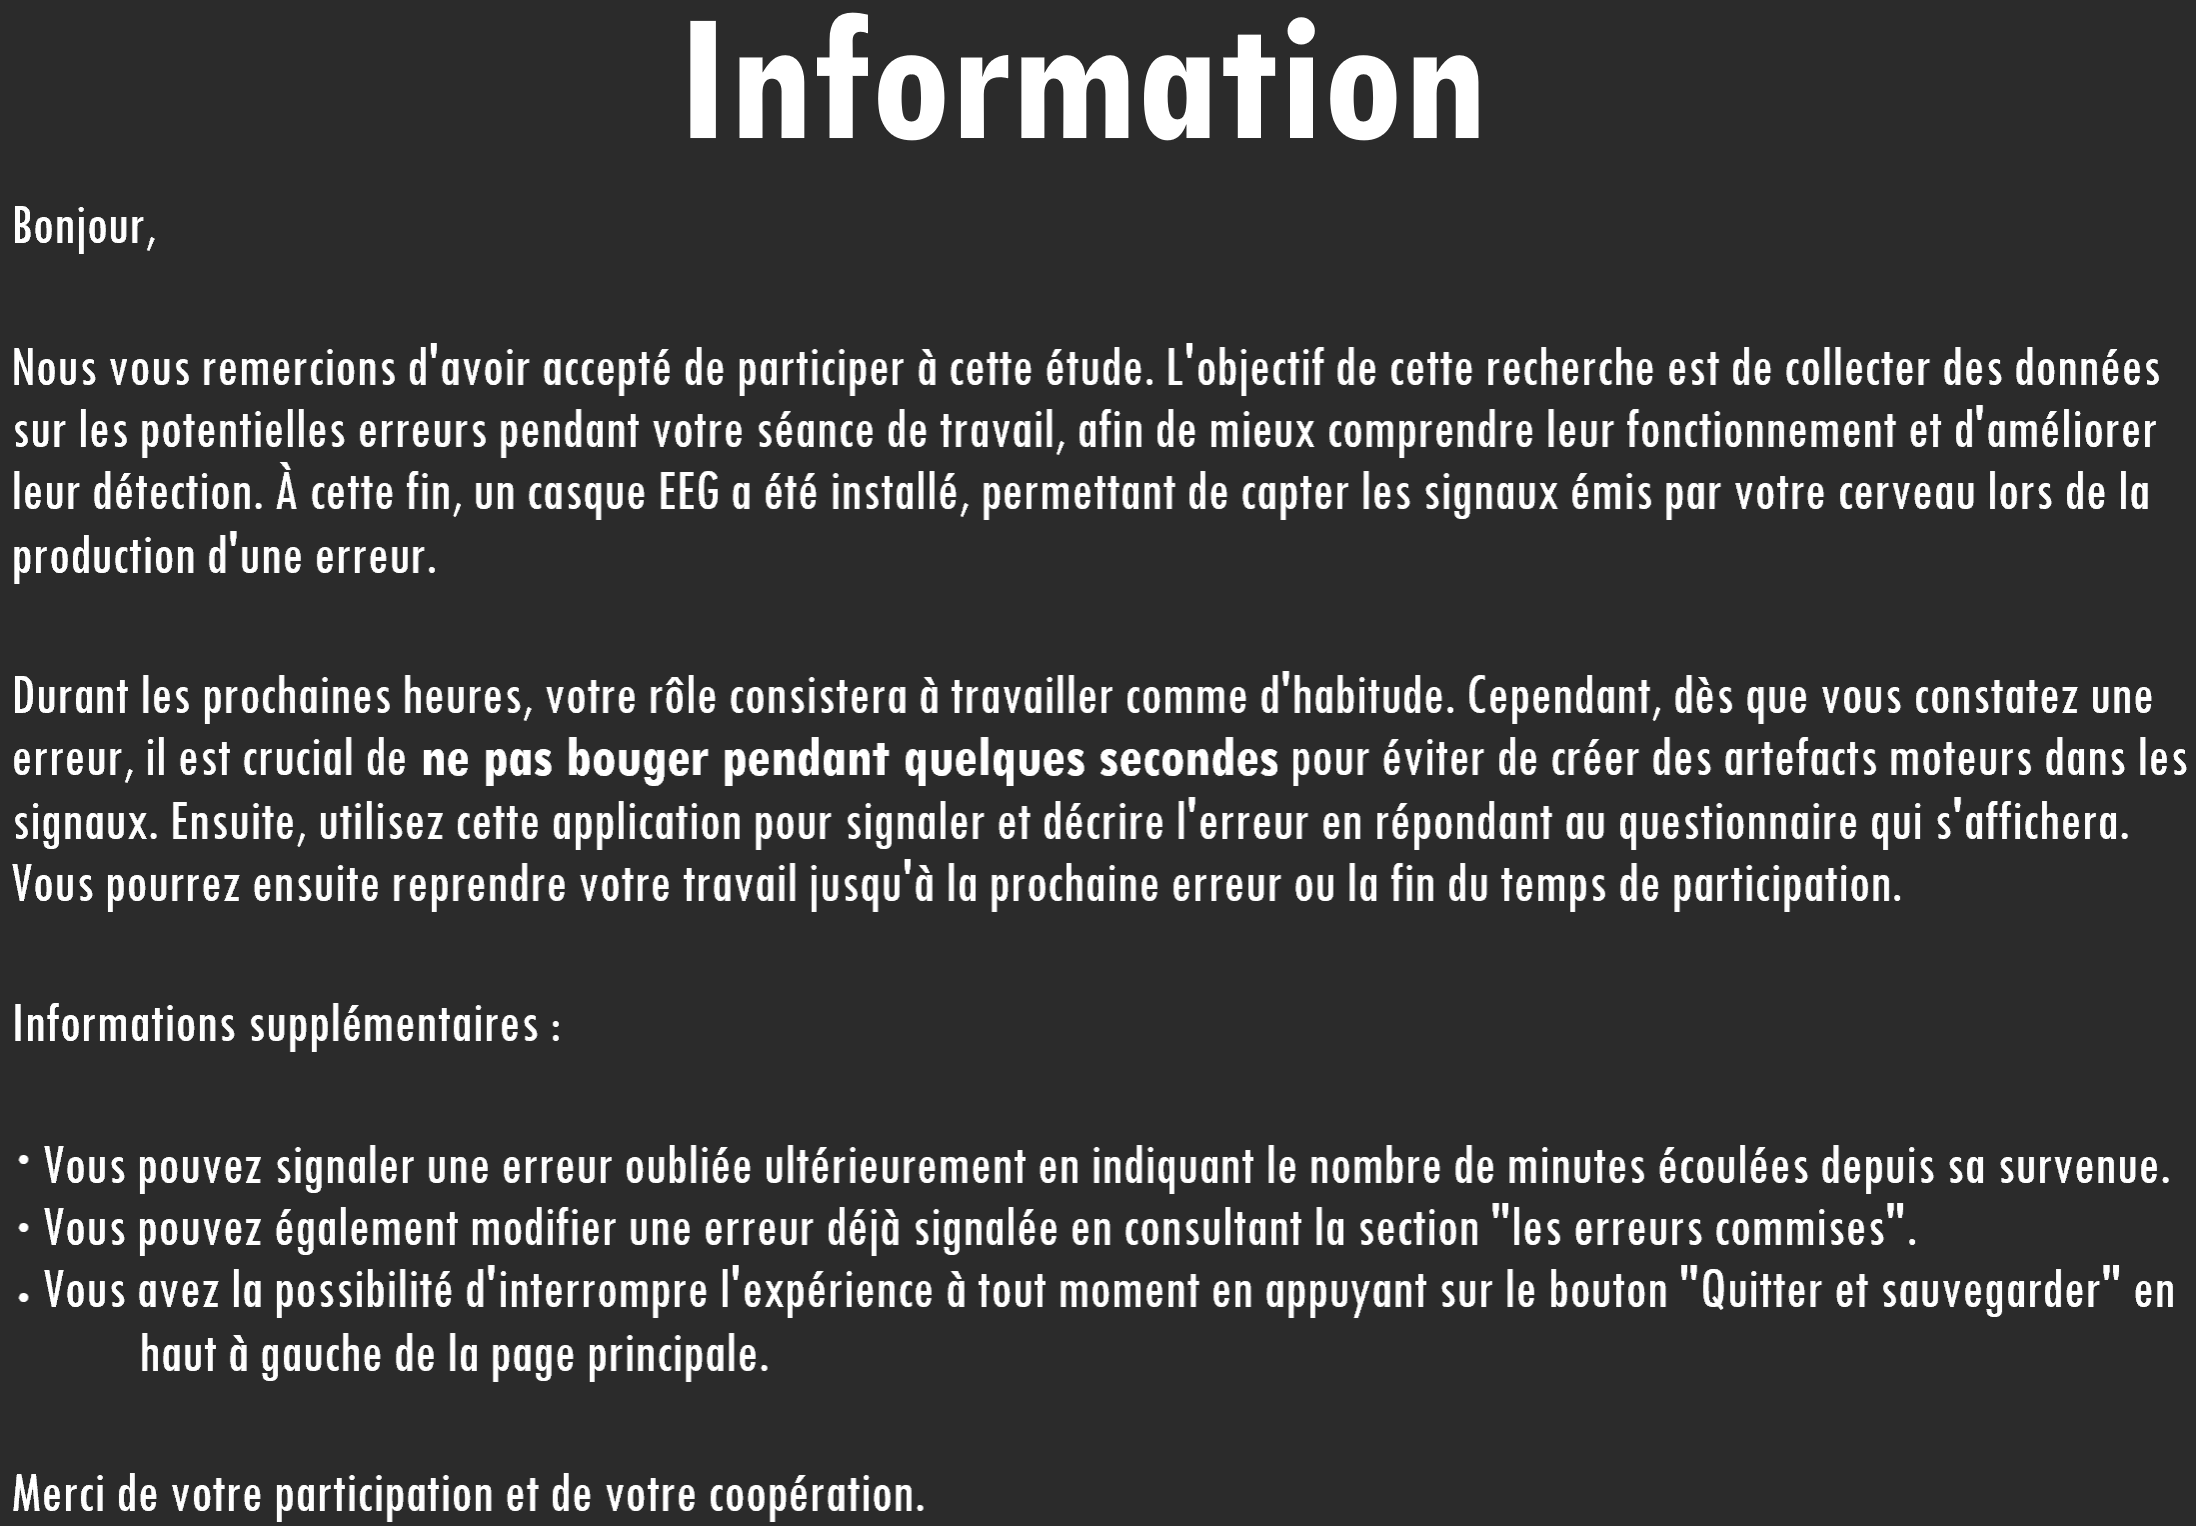 Information
Bonjour,
Nous vous remercions d'avoir accepté de participer à cette étude. L'objectif de cette recherche est de collecter des données
sur les potentielles erreurs pendant votre séance de travail, afin de mieux comprendre leur fonctionnement et d'améliorer
leur détection. À cette fin, un casque EEG a été installé, permettant de capter les signaux émis par votre cerveau lors de la
production d'une erreur.
Durant les prochaines heures, votre rôle consistera à travailler comme d'habitude. Cependant, dès que vous constatez une
erreur, il est crucial de ne pas bouger pendant quelques secondes pour éviter de créer des artefacts moteurs dans les
signaux. Ensuite, utilisez cette application pour signaler et décrire l'erreur en répondant au questionnaire qui s'affichera.
Vous pourrez ensuite reprendre votre travail jusqu'à la prochaine erreur ou la fin du temps de participation.
Informations supplémentaires :
• Vous pouvez signaler une erreur oubliée ultérieurement en indiquant le nombre de minutes écoulées depuis sa survenue.
• Vous pouvez également modifier une erreur déjà signalée en consultant la section "les erreurs commises".
• Vous avez la possibilité d'interrompre l'expérience à tout moment en appuyant sur le bouton "Quitter et sauvegarder" en
haut à gauche de la page principale.
Merci de votre participation et de votre coopération.